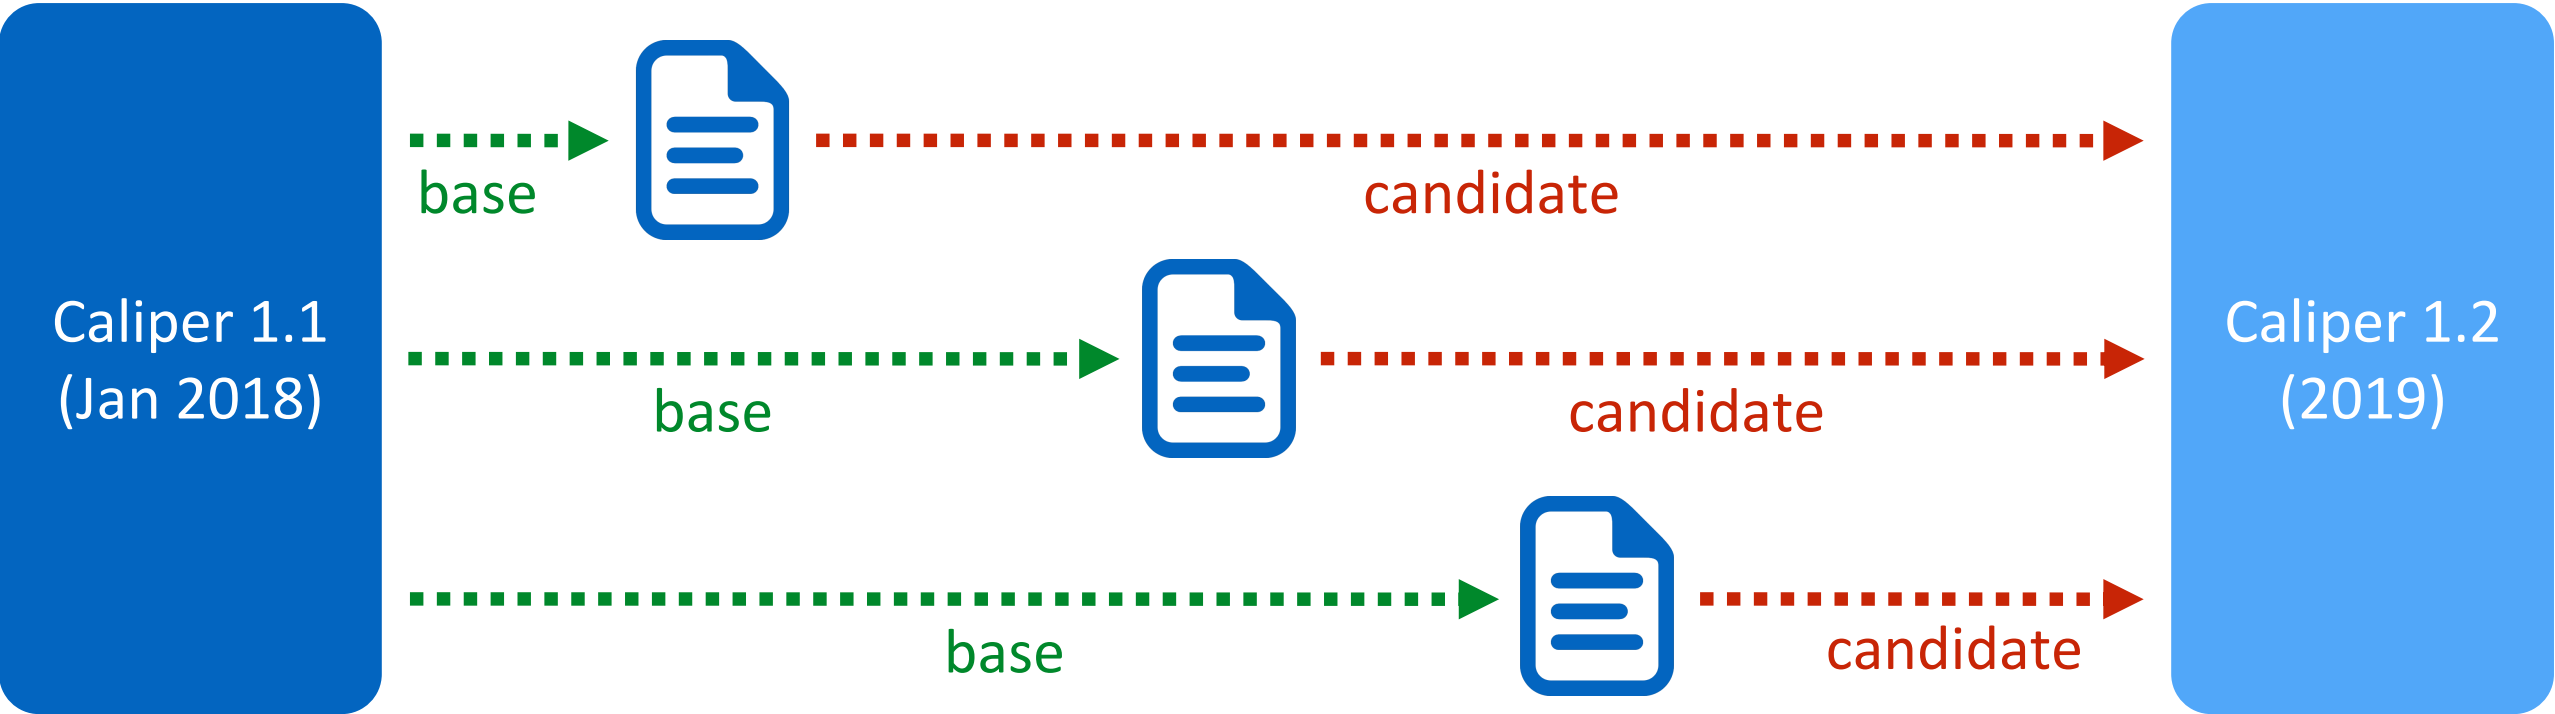 base
candidate
Caliper 1.1
(Jan 2018)
base
candidate
Caliper 1.2
(2019)
base
candidate